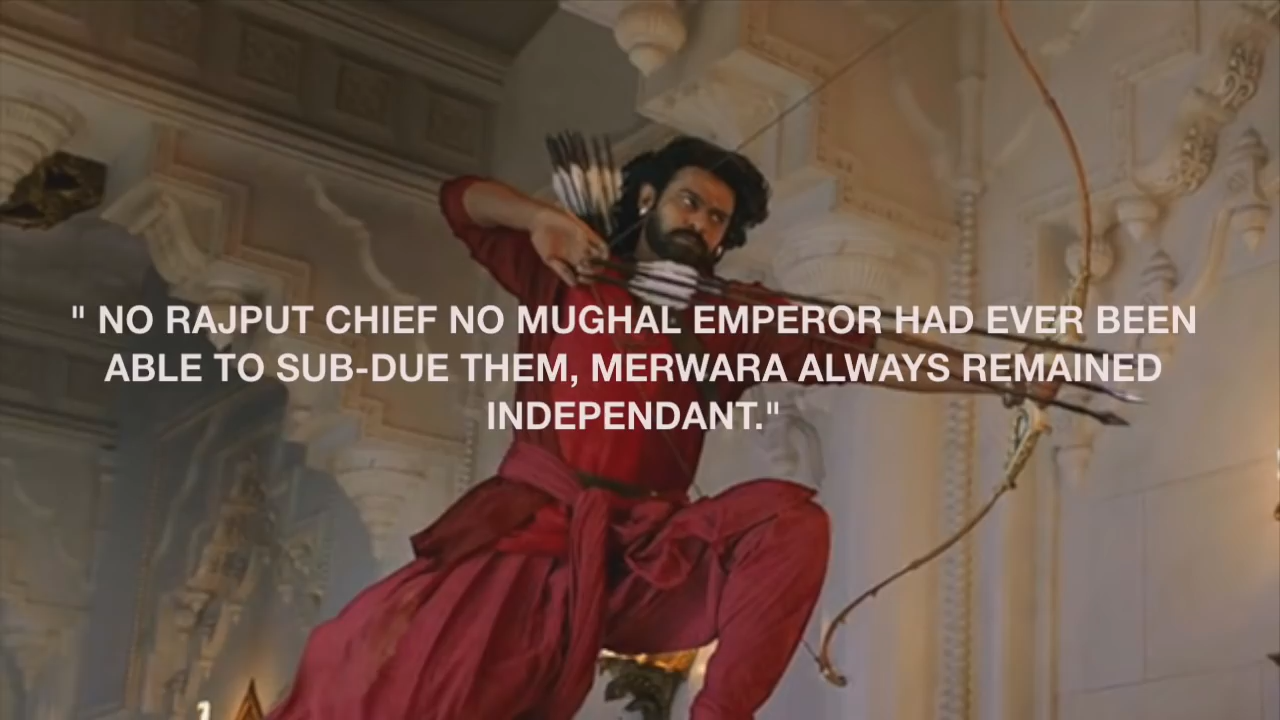 " NO RAJPUT CHIEF NO MUGHAL EMPEROR HAD EVER BEEN
ABLE TO SUB-DUE THEM, MERWARA ALWAYS REMAINED
INDEPENDANT."